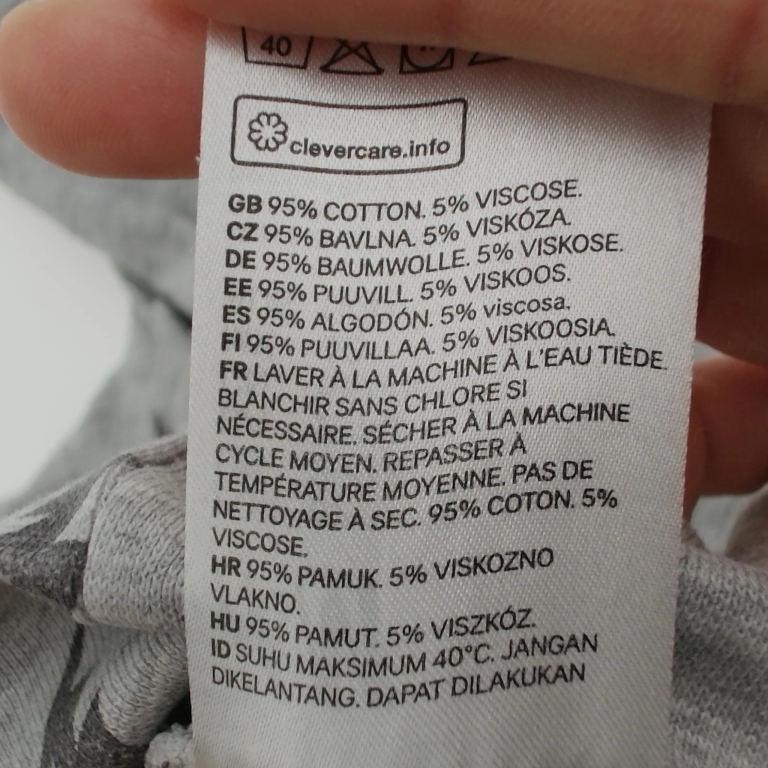 40
clevercare.info
GB 95% COTTON. 5% VISCOSE.
CZ 95% BAVLNA. 5% VISKÓZA.
DE 95% BAUMWOLLE. 5% VISKOSE.
EE 95% PUUVILL. 5% VISKOOS.
ES 95% ALGODÓN. 5% viscosa.
FI 95% PUUVILLAA. 5% VISKOOSIA.
FR LAVER À LA MACHINE À L'EAU TIÈDE.
BLANCHIR SANS CHLORE SI
NÉCESSAIRE. SÉCHER À LA MACHINE
CYCLE MOYEN. REPASSER À
TEMPÉRATURE MOYENNE. PAS DE
NETTOYAGE À SEC. 95% COTON. 5%
VISCOSE.
HR 95% PAMUK. 5% VISKOZNO
VLAKNO.
HU 95% PAMUT. 5% VISZKÓZ.
ID SUHU MAKSIMUM 40°C. JANGAN
DIKELANTANG. DAPAT DILAKUKAN